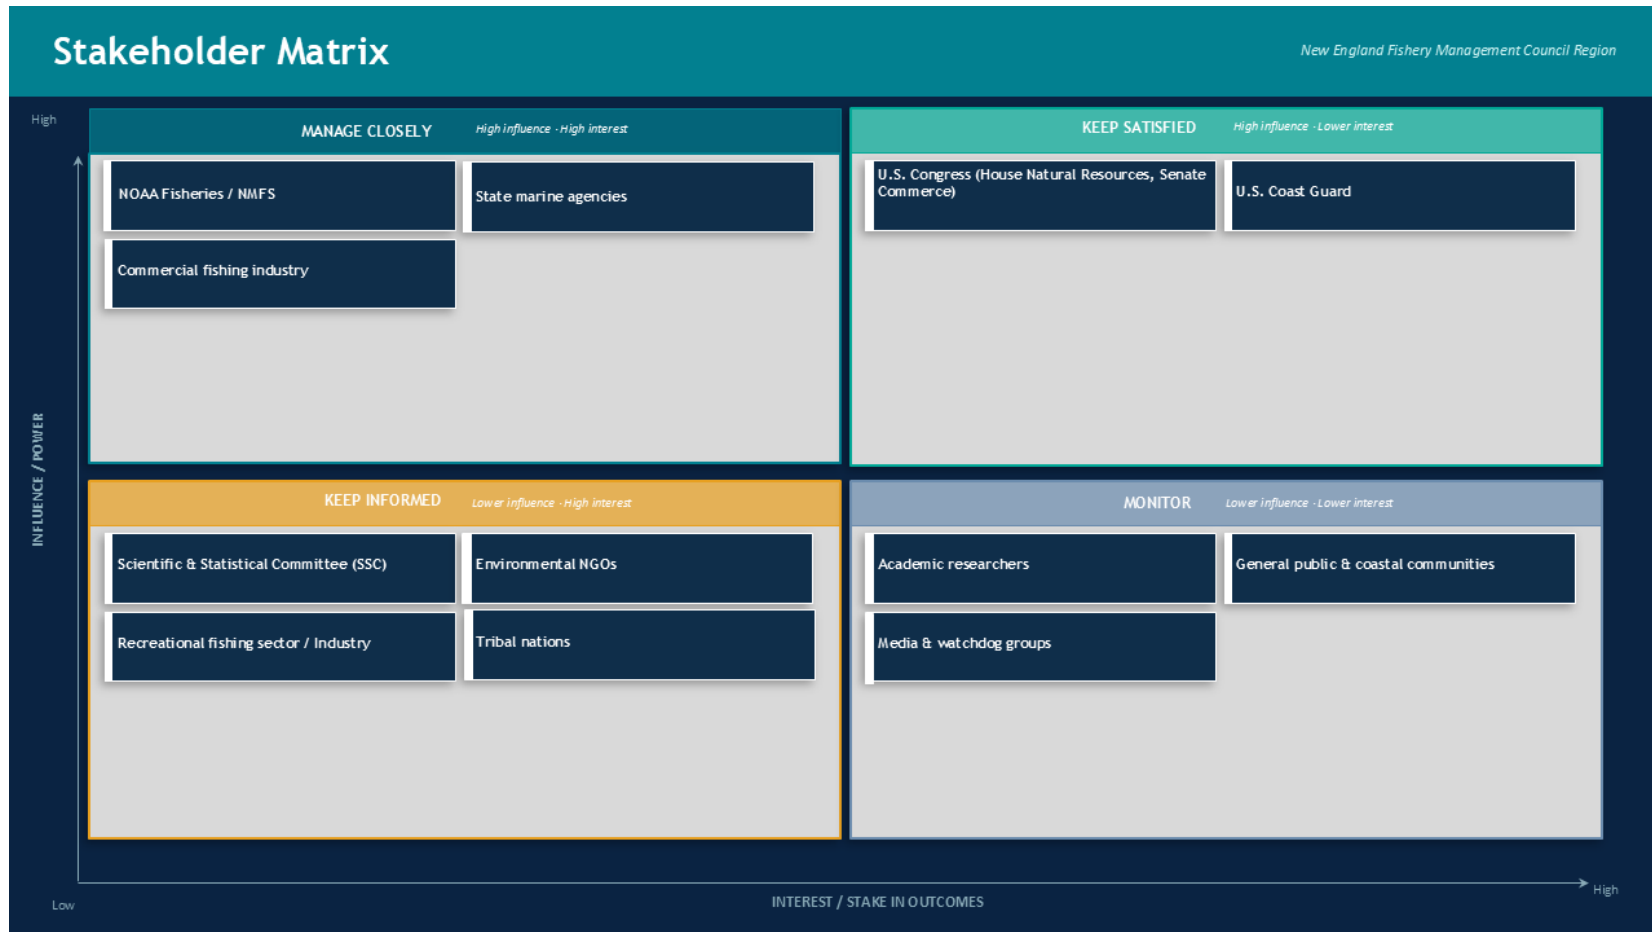 Stakeholder Matrix
New England Fishery Management Council Region
High
MANAGE CLOSELY
High influence - High interest
NOAA Fisheries / NMFS
State marine agencies
Commercial fishing industry
KEEP SATISFIED
High influence - Lower interest
U.S. Congress (House Natural Resources, Senate
Commerce)
U.S. Coast Guard
INFLUENCE / POWER
KEEP INFORMED
Lower influence - High interest
Scientific & Statistical Committee (SSC)
Environmental NGOs
Recreational fishing sector / Industry
Tribal nations
MONITOR
Lower influence - Lower interest
Academic researchers
General public & coastal communities
Media & watchdog groups
Low
INTEREST / STAKE IN OUTCOMES
High